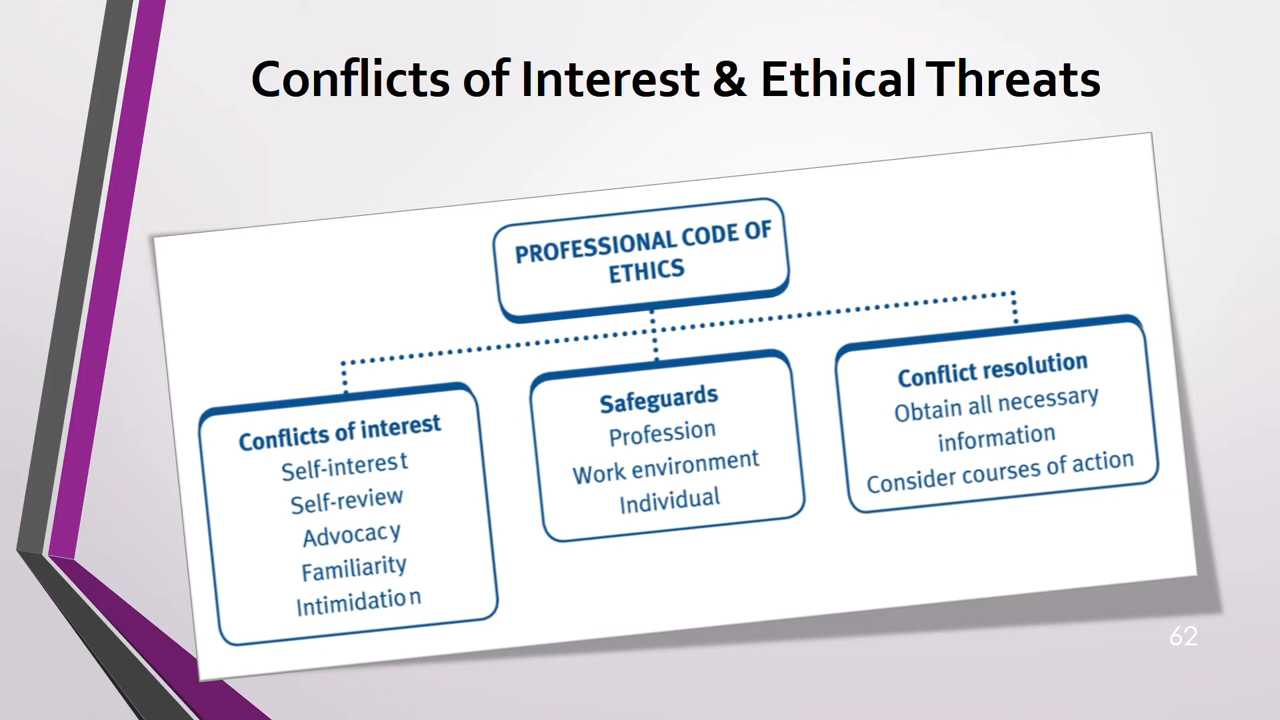 Conflicts of Interest & Ethical Threats
PROFESSIONAL CODE OF
ETHICS
Conflicts of interest
Self-interest
Self-review
Advocacy
Familiarity
Intimidation
Safeguards
Profession
Work environment
Individual
Conflict resolution
Obtain all necessary
information
Consider courses of action
62